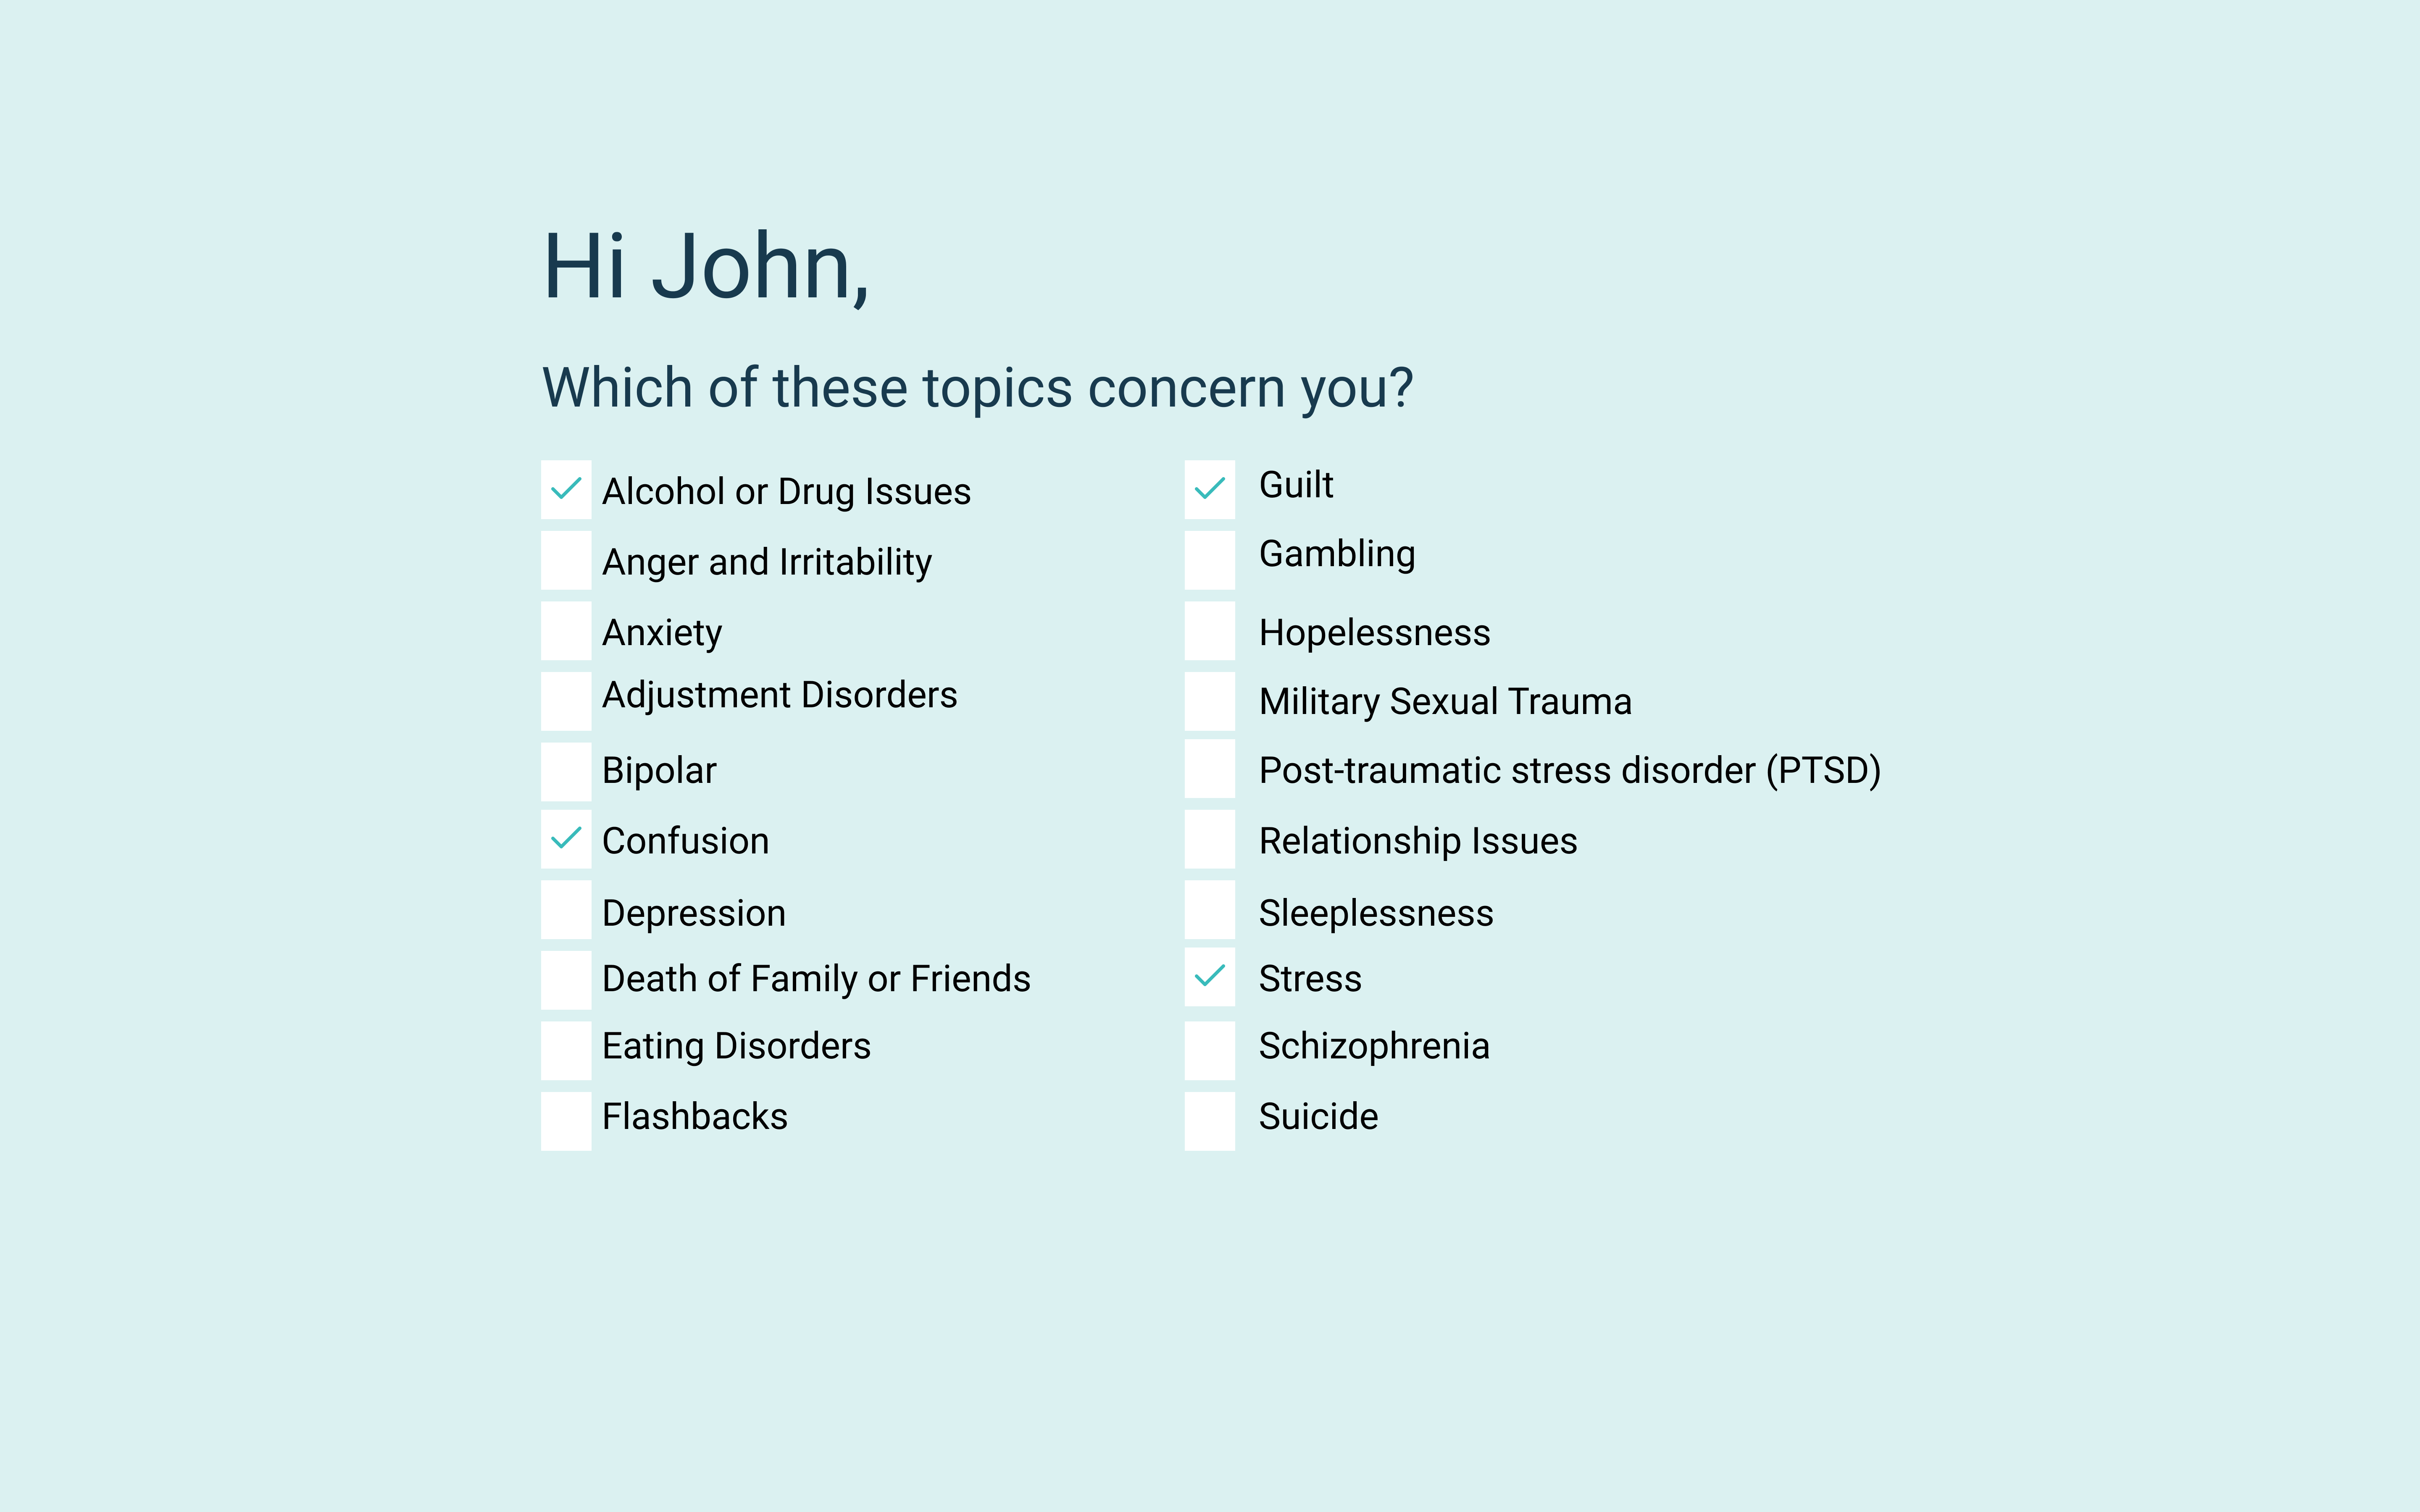 Hi John,
Which of these topics concern you?
Alcohol or Drug Issues
Anger and Irritability
Anxiety
Adjustment Disorders
Bipolar
Confusion
Depression
Death of Family or Friends
Eating Disorders
Flashbacks
Guilt
Gambling
Hopelessness
Military Sexual Trauma
Post-traumatic stress disorder (PTSD)
Relationship Issues
Sleeplessness
Stress
Schizophrenia
Suicide